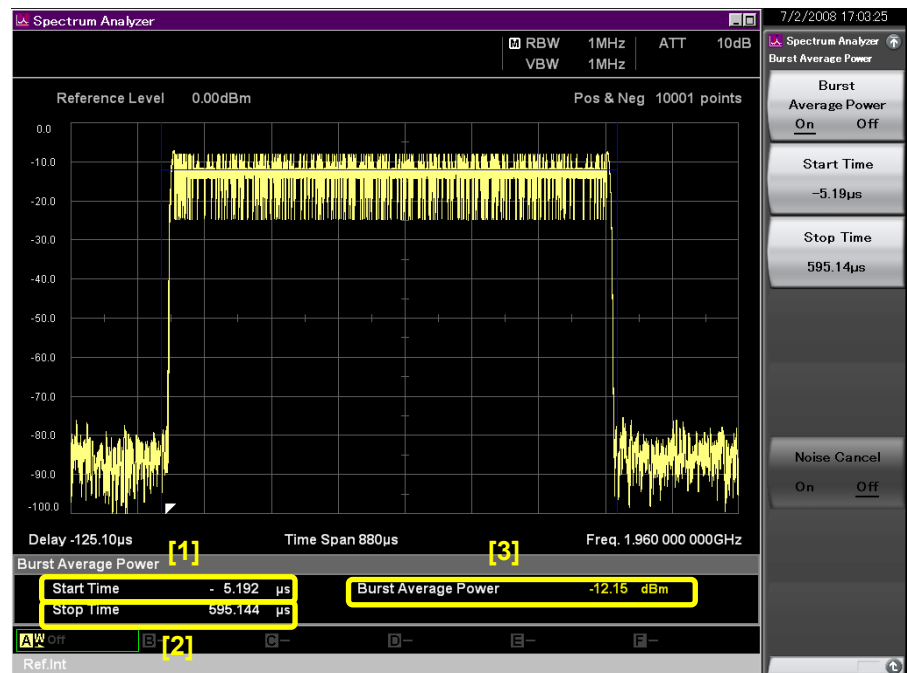 Spectrum Analyzer
7/2/2008 17:03:25
M RBW 1MHz ATT 10dB
VBW 1MHz
Reference Level 0.00dBm Pos & Neg 10001 points
0.0
-10.0
-20.0
-30.0
-40.0
-50.0
-60.0
-70.0
-80.0
-90.0
-100.0
Delay -125.10µs Time Span 880µs Freq. 1.960 000 000GHz
Burst Average Power
[1]
[3]
Start Time - 5.192 µs Burst Average Power -12.15 dBm
Stop Time 595.144 µs
[2]
A W Off B- C- D- E- F-
Ref.Int
Spectrum Analyzer
Burst Average Power
Burst
Average Power
On Off
Start Time
-5.19µs
Stop Time
595.14µs
Noise Cancel
On Off